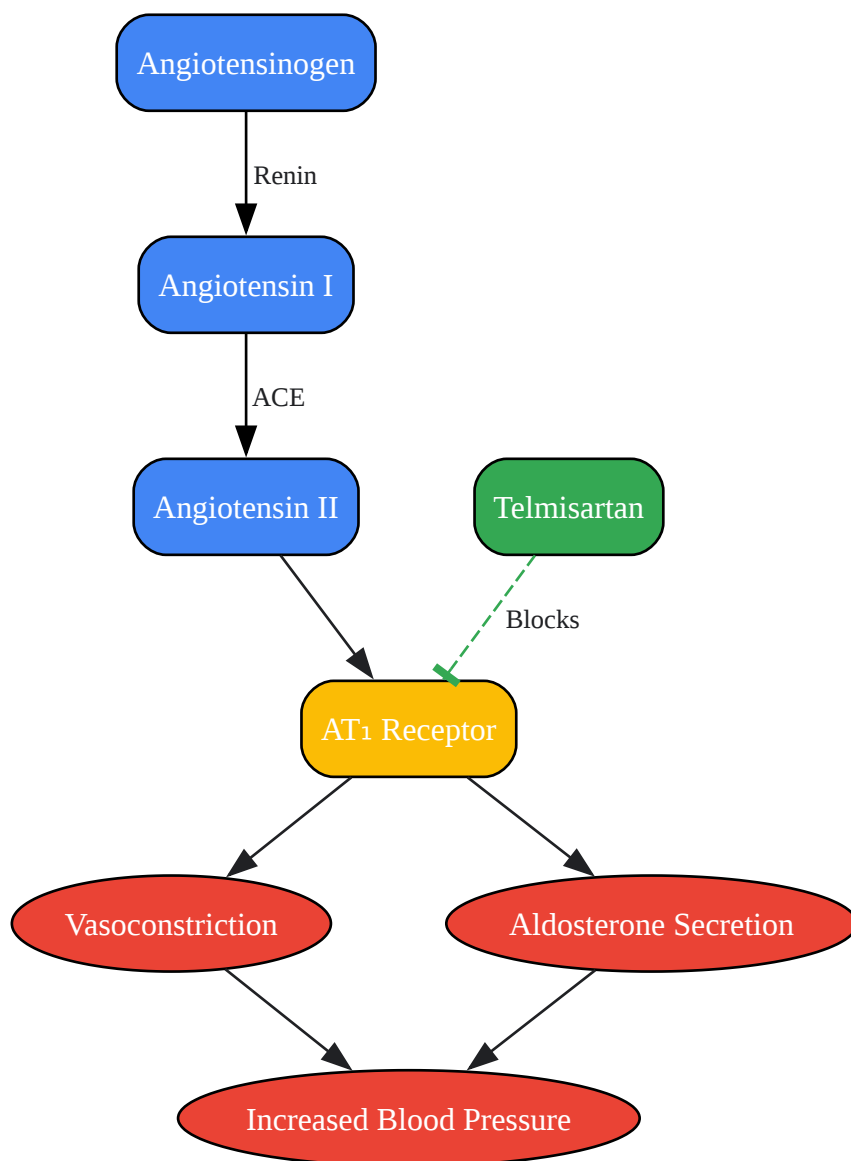 Angiotensinogen
Renin
Angiotensin I
ACE
Angiotensin II
Telmisartan
Blocks
AT₁ Receptor
Vasoconstriction
Aldosterone Secretion
Increased Blood Pressure